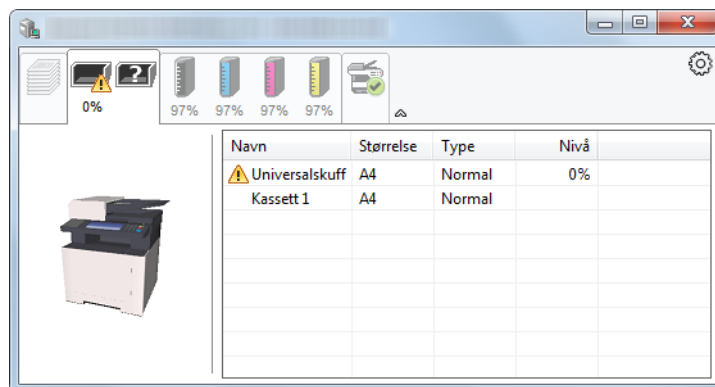 0%
97%
97%
97%
97%
Navn Størrelse Type Nivå
Universalskuff A4 Normal 0%
Kassett 1 A4 Normal